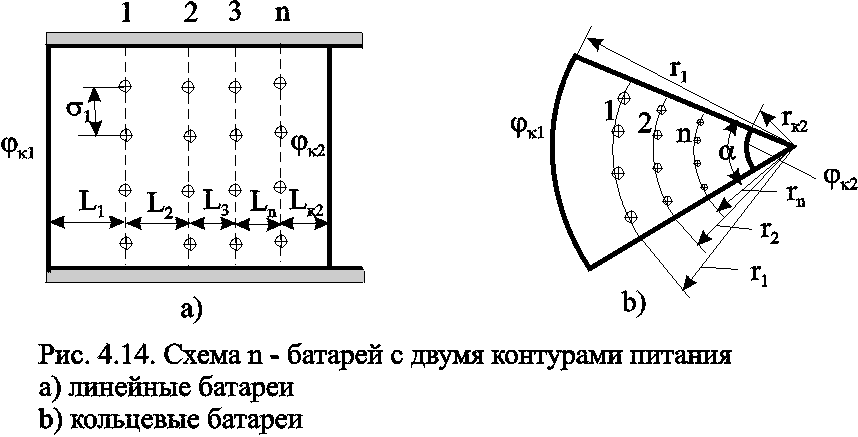 1 2 3 n
σ1
φк1
φк2
L1 L2 L3 Ln Lк2
a)
r1
rк2
φк1
1
2
n
α
φк2
rn
r2
r1
b)
Рис. 4.14. Схема n - батарей с двумя контурами питания
a) линейные батареи
b) кольцевые батареи